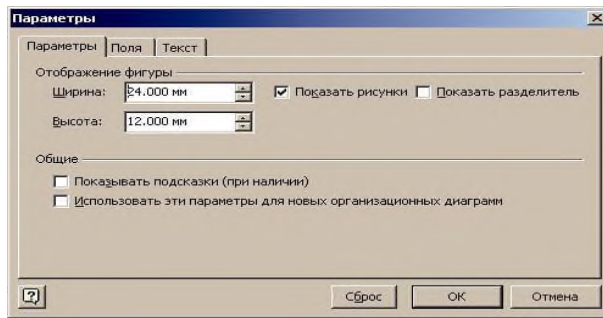 Параметры
Параметры Поля Текст
Отображение фигуры
Ширина: 24.000 мм Показать рисунки Показать разделитель
Высота: 12.000 мм
Общие
Показывать подсказки (при наличии)
Использовать эти параметры для новых организационных диаграмм
Сброс ОК Отмена